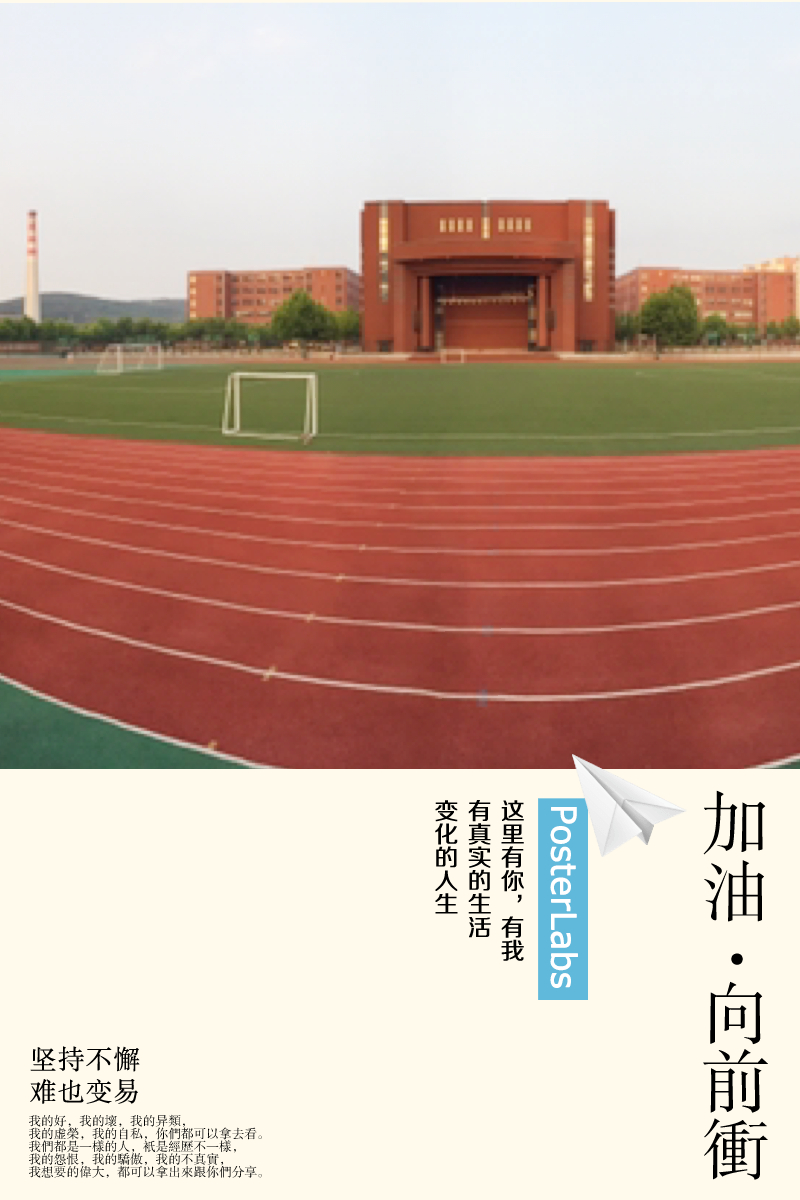 加油·向前衝
PosterLabs
这里有你，有我
有真实的生活
变化的人生
坚持不懈
难也变易
我的好，我的壞，我的异類，
我的虛榮，我的自私，你們都可以拿去看。
我們都是一樣的人，衹是經歷不一樣，
我的怨恨，我的驕傲，我的不真實，
我想要的偉大，都可以拿出來跟你們分享。